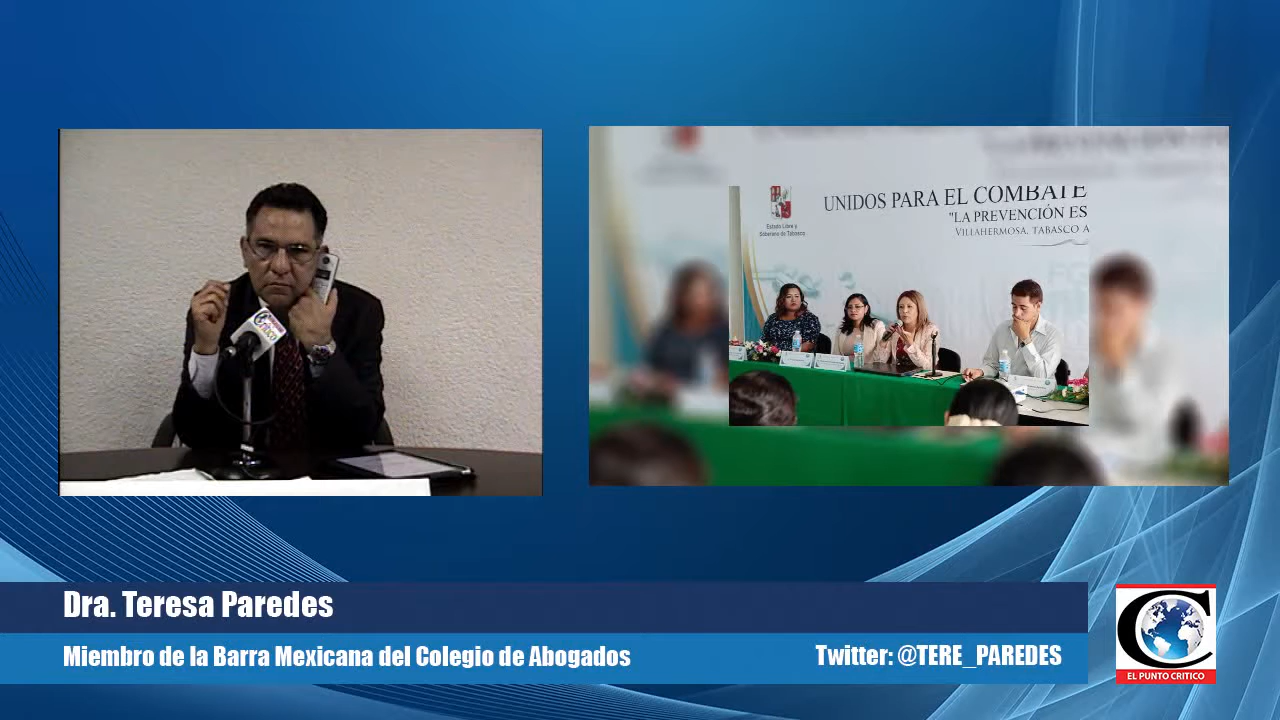 Estado Libre y
Soberano de Tabasco
UNIDOS PARA EL COMBATE
"LA PREVENCIÓN ES
VILLAHERMOSA, TABASCO A
Dra. Teresa Paredes
Miembro de la Barra Mexicana del Colegio de Abogados
Twitter: @TERE_PAREDES
C
EL PUNTO CRITICO